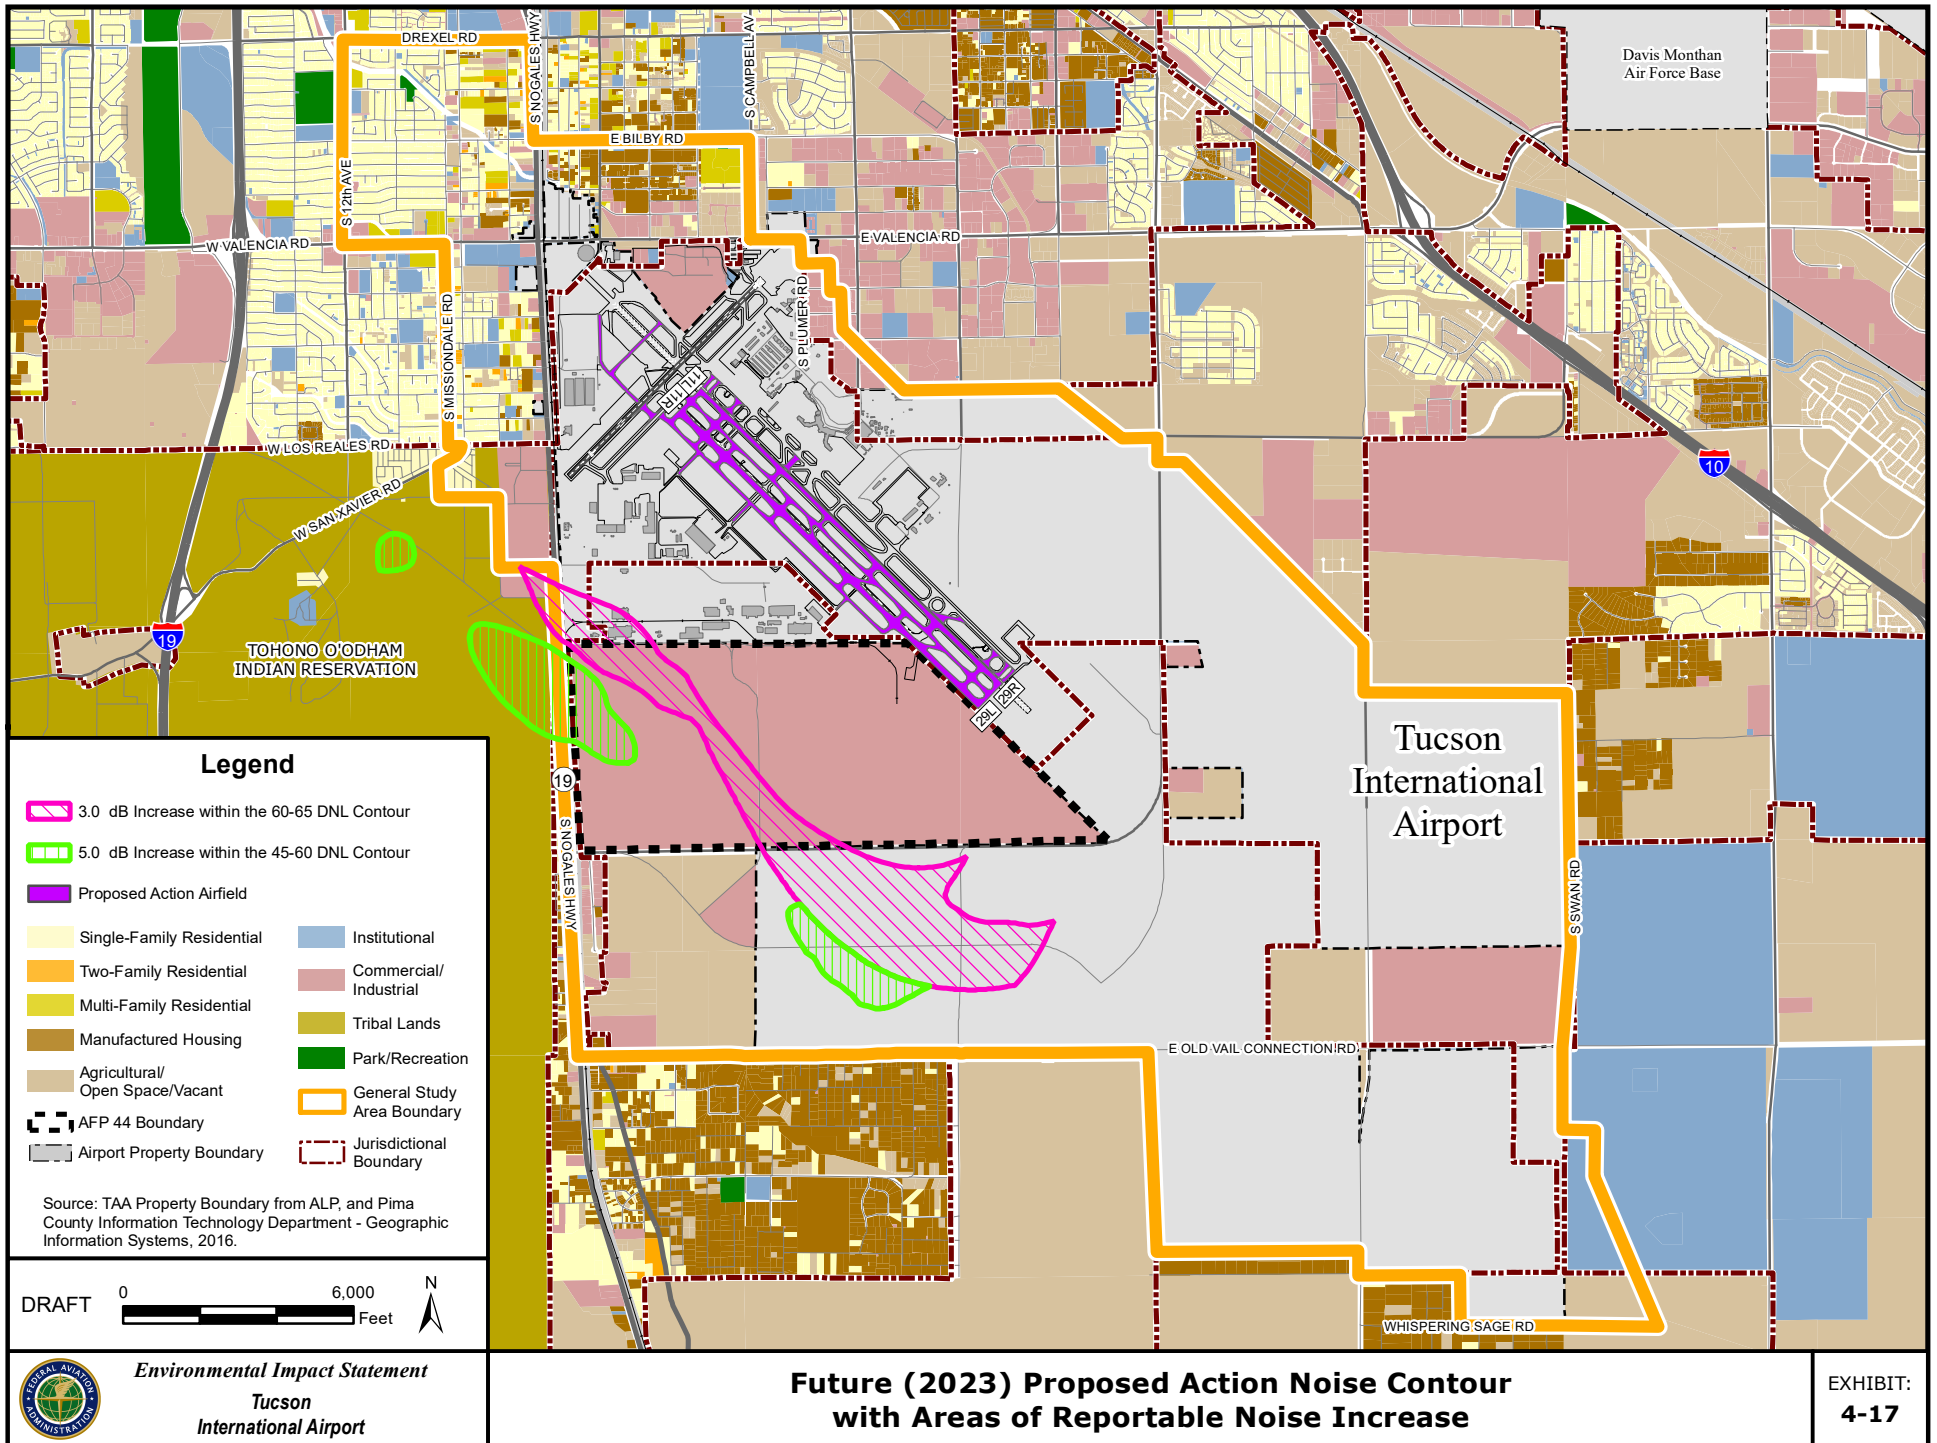 DREXEL RD
S NOGALES HWY
S CAMPBELL AV
Davis Monthan
Air Force Base
E BILBY RD
S 12th AVE
W VALENCIA RD
E VALENCIA RD
S MISSIONDALE RD
S PLUMER RD
11L
11R
W LOS REALES RD
W SAN XAVIER RD
10
19
TOHONO O'ODHAM
INDIAN RESERVATION
29R
29L
Tucson
International
Airport
19
S NOGALES HWY
S SWAN RD
E OLD VAIL CONNECTION RD
WHISPERING SAGE RD
Legend
3.0 dB Increase within the 60-65 DNL Contour
5.0 dB Increase within the 45-60 DNL Contour
Proposed Action Airfield
Single-Family Residential
Two-Family Residential
Multi-Family Residential
Manufactured Housing
Agricultural/
Open Space/Vacant
AFP 44 Boundary
Airport Property Boundary
Institutional
Commercial/
Industrial
Tribal Lands
Park/Recreation
General Study
Area Boundary
Jurisdictional
Boundary
Source: TAA Property Boundary from ALP, and Pima
County Information Technology Department - Geographic
Information Systems, 2016.
DRAFT
0 6,000
Feet
N
FEDERAL AVIATION
ADMINISTRATION
Environmental Impact Statement
Tucson
International Airport
Future (2023) Proposed Action Noise Contour
with Areas of Reportable Noise Increase
EXHIBIT:
4-17